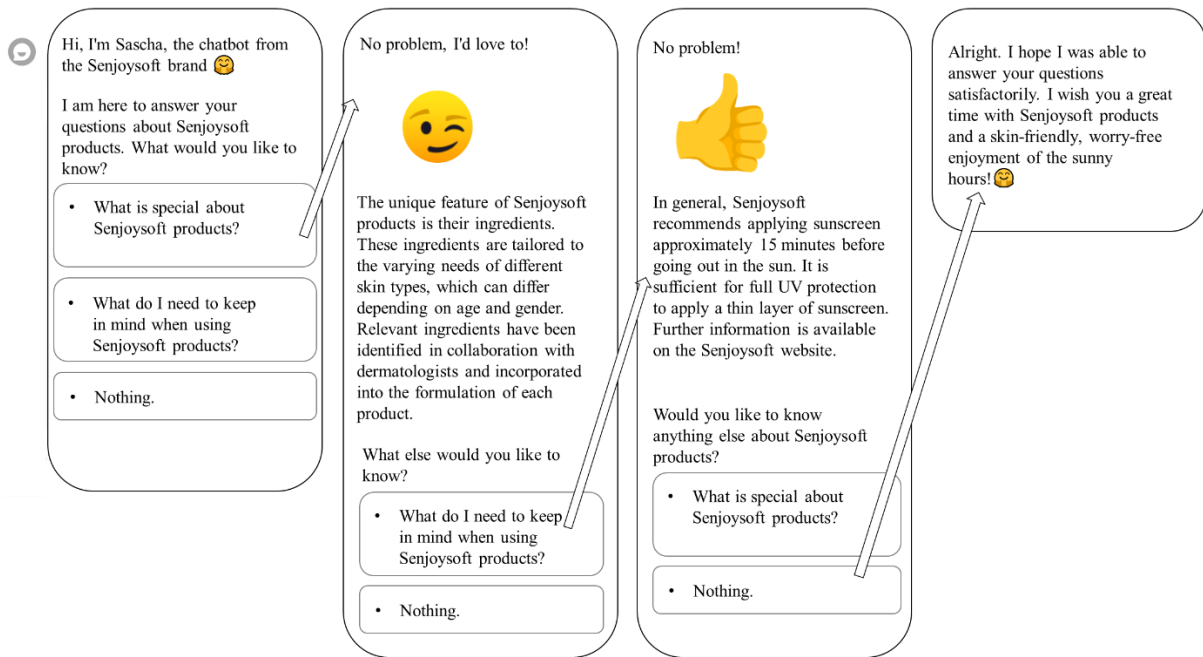 Hi, I'm Sascha, the chatbot from
the Senjoysoft brand 🤗
I am here to answer your
questions about Senjoysoft
products. What would you like to
know?
• What is special about
Senjoysoft products?
• What do I need to keep
in mind when using
Senjoysoft products?
• Nothing.
No problem, I'd love to!
The unique feature of Senjoysoft
products is their ingredients.
These ingredients are tailored to
the varying needs of different
skin types, which can differ
depending on age and gender.
Relevant ingredients have been
identified in collaboration with
dermatologists and incorporated
into the formulation of each
product.
What else would you like to
know?
• What do I need to keep
in mind when using
Senjoysoft products?
• Nothing.
No problem!
In general, Senjoysoft
recommends applying sunscreen
approximately 15 minutes before
going out in the sun. It is
sufficient for full UV protection
to apply a thin layer of sunscreen.
Further information is available
on the Senjoysoft website.
Would you like to know
anything else about Senjoysoft
products?
• What is special about
Senjoysoft products?
• Nothing.
Alright. I hope I was able to
answer your questions
satisfactorily. I wish you a great
time with Senjoysoft products
and a skin-friendly, worry-free
enjoyment of the sunny
hours!🤗